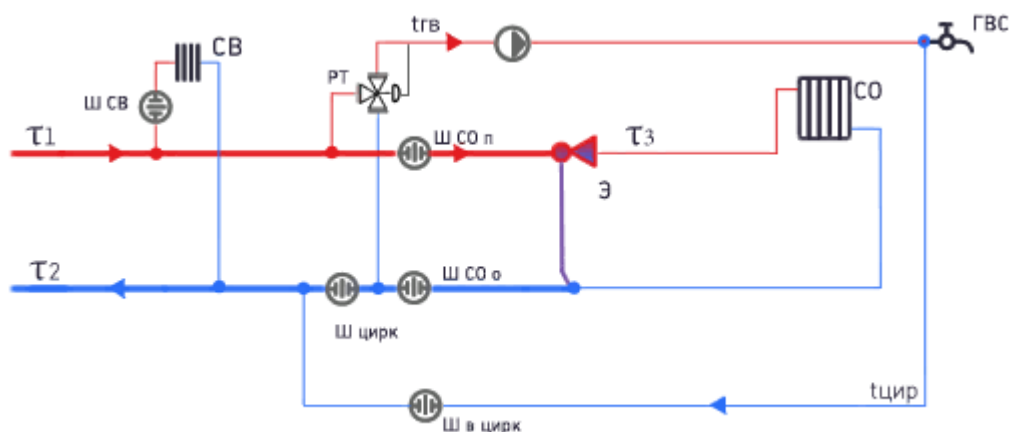 tгв
ГВС
СВ
РТ
Ш СВ
СО
τ1
Ш СО п
τ3
Э
τ2
Ш СО о
Ш цирк
tцир
Ш в цирк